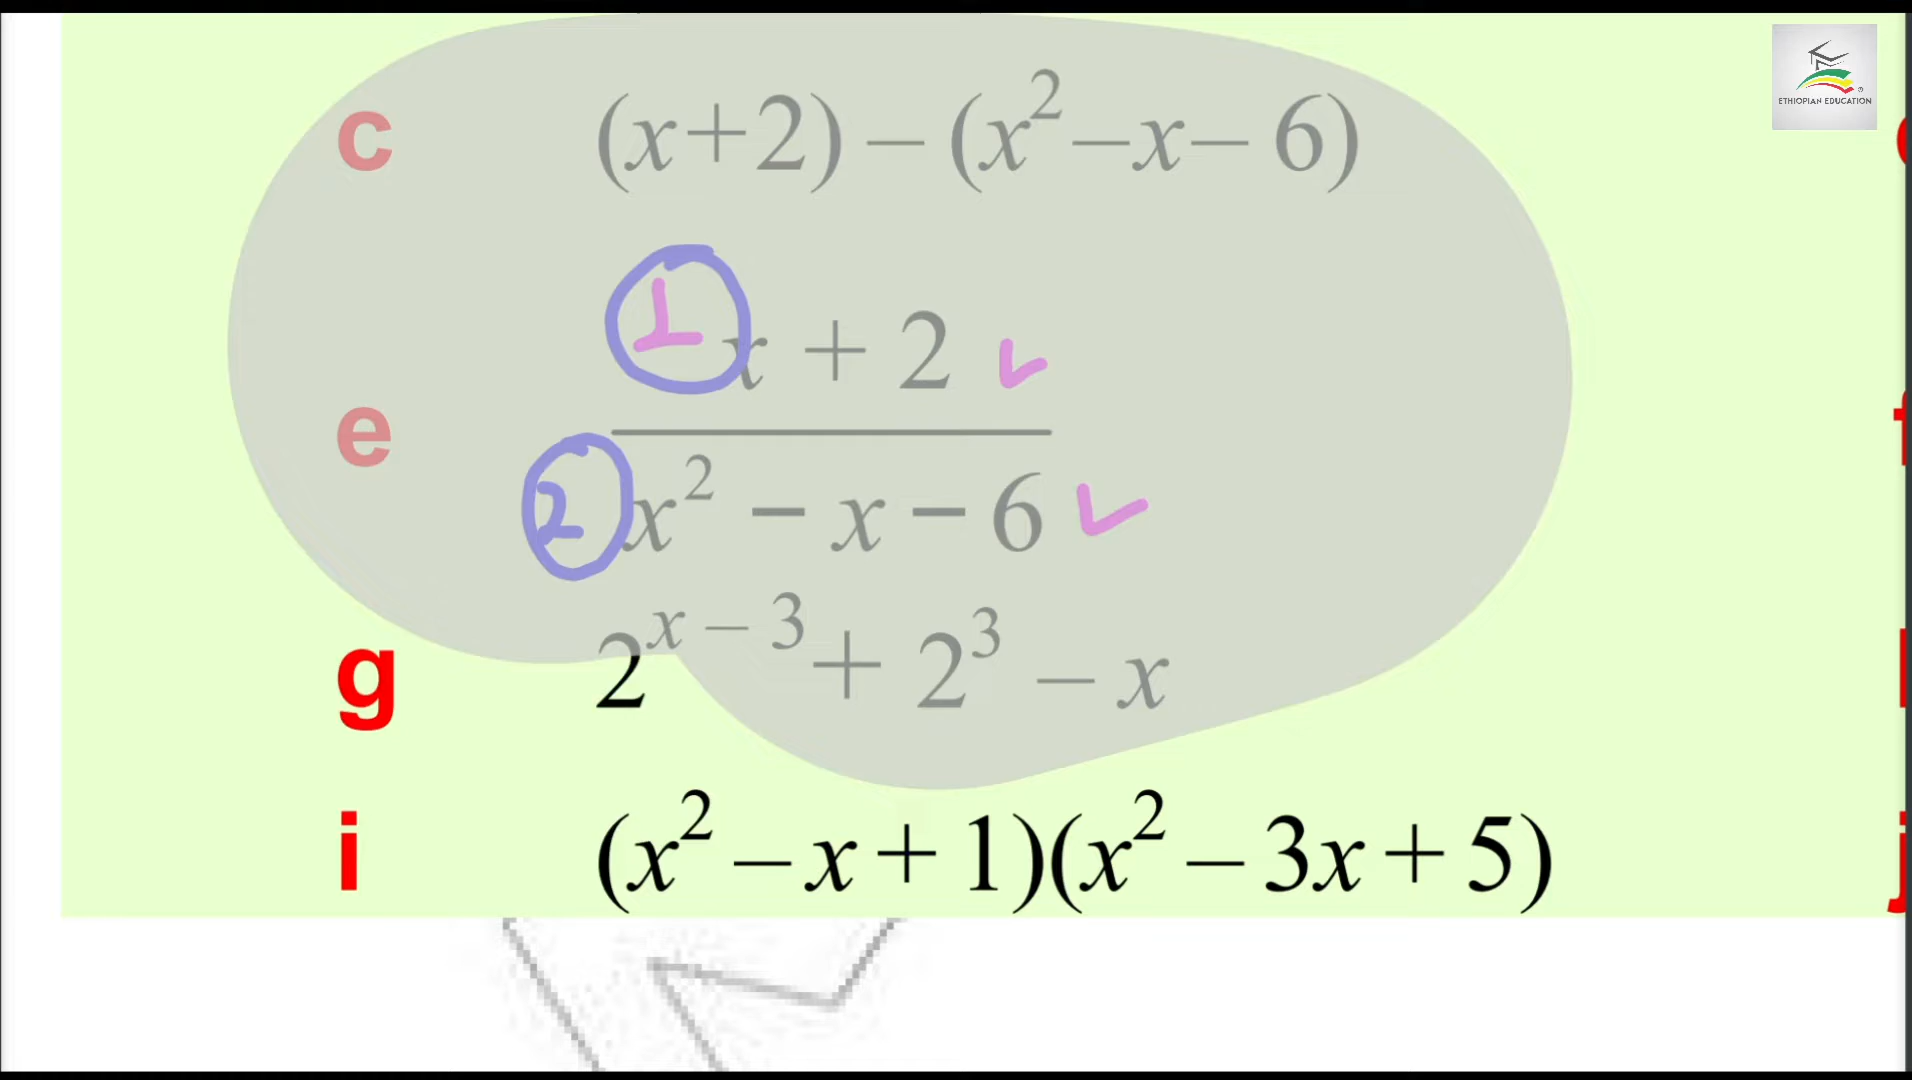 ETHIOPIAN EDUCATION
c (x+2) – (x² – x – 6)
1
e x + 2
2 x² – x – 6
g 2^(x – 3) + 2³ – x
i (x² – x + 1)(x² – 3x + 5)
j